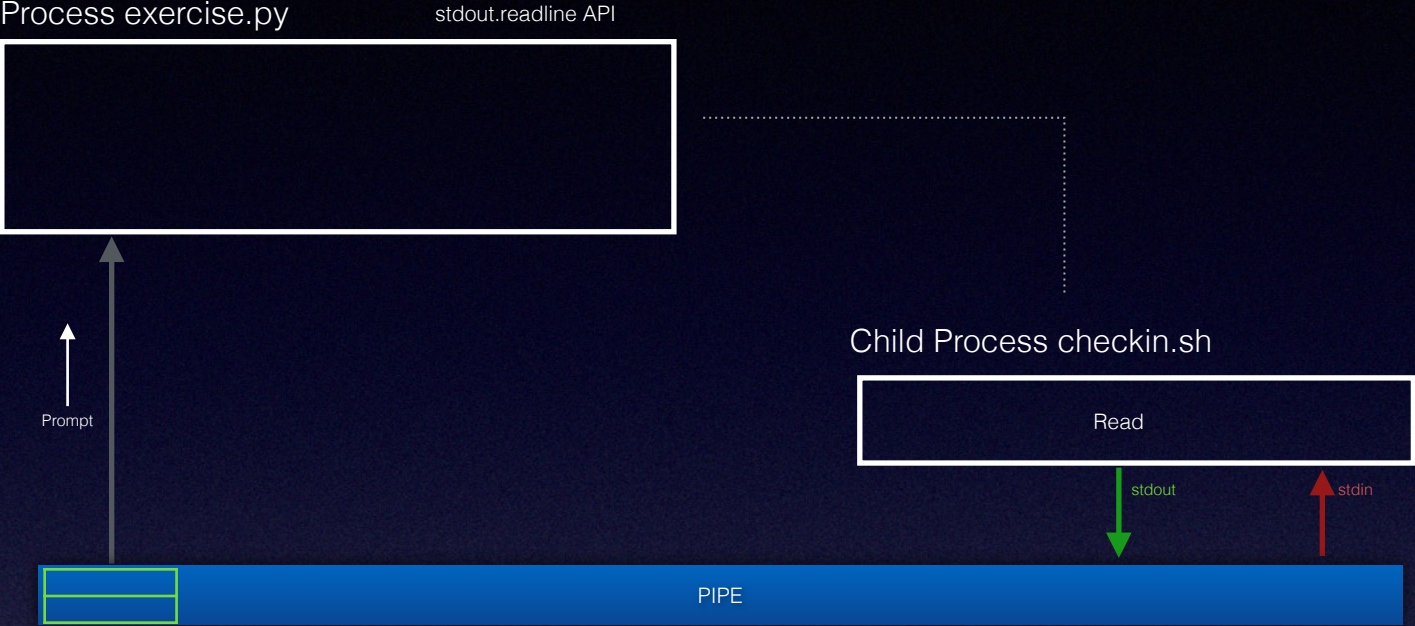 Process exercise.py
stdout.readline API
Prompt
Child Process checkin.sh
Read
stdout
stdin
PIPE